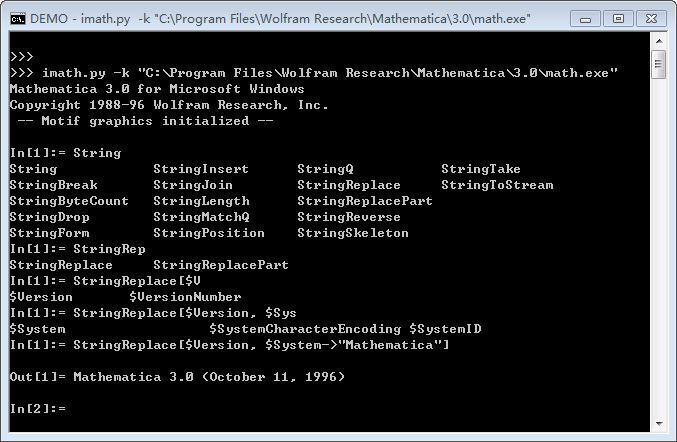 DEMO - imath.py  -k "C:\Program Files\Wolfram Research\Mathematica\3.0\math.exe"
>>>
>>> imath.py -k "C:\Program Files\Wolfram Research\Mathematica\3.0\math.exe"
Mathematica 3.0 for Microsoft Windows
Copyright 1988-96 Wolfram Research, Inc.
 -- Motif graphics initialized --
In[1]:= String
String            StringInsert      StringQ           StringTake
StringBreak       StringJoin        StringReplace     StringToStream
StringByteCount   StringLength      StringReplacePart
StringDrop        StringMatchQ      StringReverse
StringForm        StringPosition    StringSkeleton
In[1]:= StringRep
StringReplace     StringReplacePart
In[1]:= StringReplace[$V
$Version       $VersionNumber
In[1]:= StringReplace[$Version, $Sys
$System                  $SystemCharacterEncoding $SystemID
In[1]:= StringReplace[$Version, $System->"Mathematica"]
Out[1]= Mathematica 3.0 (October 11, 1996)
In[2]:=